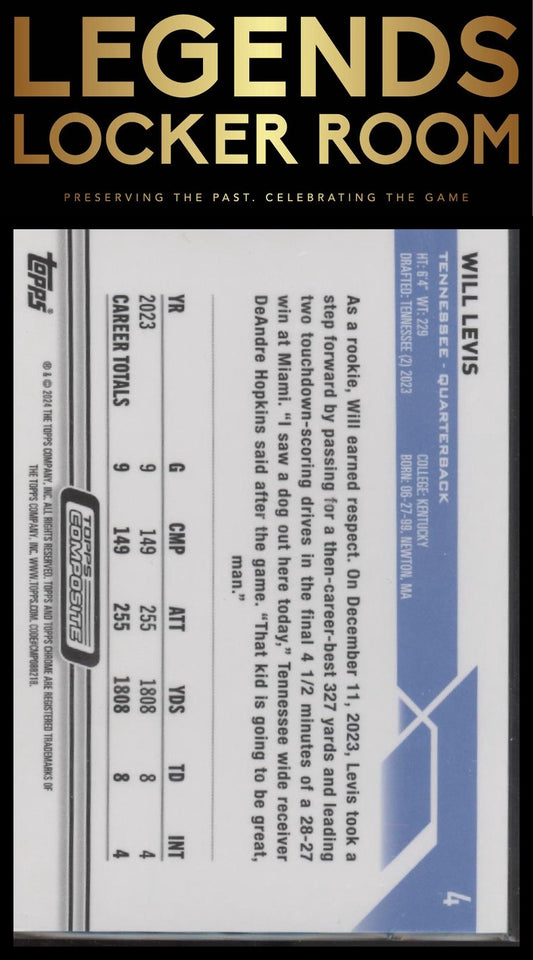 LEGENDS
LOCKER ROOM
PRESERVING THE PAST. CELEBRATING THE GAME
WILL LEVIS
TENNESSEE - QUARTERBACK
HT: 6'4" WT: 229 COLLEGE: KENTUCKY
DRAFTED: TENNESSEE (2) 2023 BORN: 06-27-99, NEWTON, MA
4
As a rookie, Will earned respect. On December 11, 2023, Levis took a
step forward by passing for a then-career-best 327 yards and leading
two touchdown-scoring drives in the final 4 1/2 minutes of a 28-27
win at Miami. "I saw a dog out here today," Tennessee wide receiver
DeAndre Hopkins said after the game. "That kid is going to be great,
man."
YR G CMP ATT YDS TD INT
2023 9 149 255 1808 8 4
CAREER TOTALS 9 149 255 1808 8 4
TOPPS
COMPOSITE
topps®
® & © 2024 THE TOPPS COMPANY, INC. ALL RIGHTS RESERVED. TOPPS AND TOPPS CHROME ARE REGISTERED TRADEMARKS OF
THE TOPPS COMPANY, INC. WWW.TOPPS.COM. CODE#CMP088219.